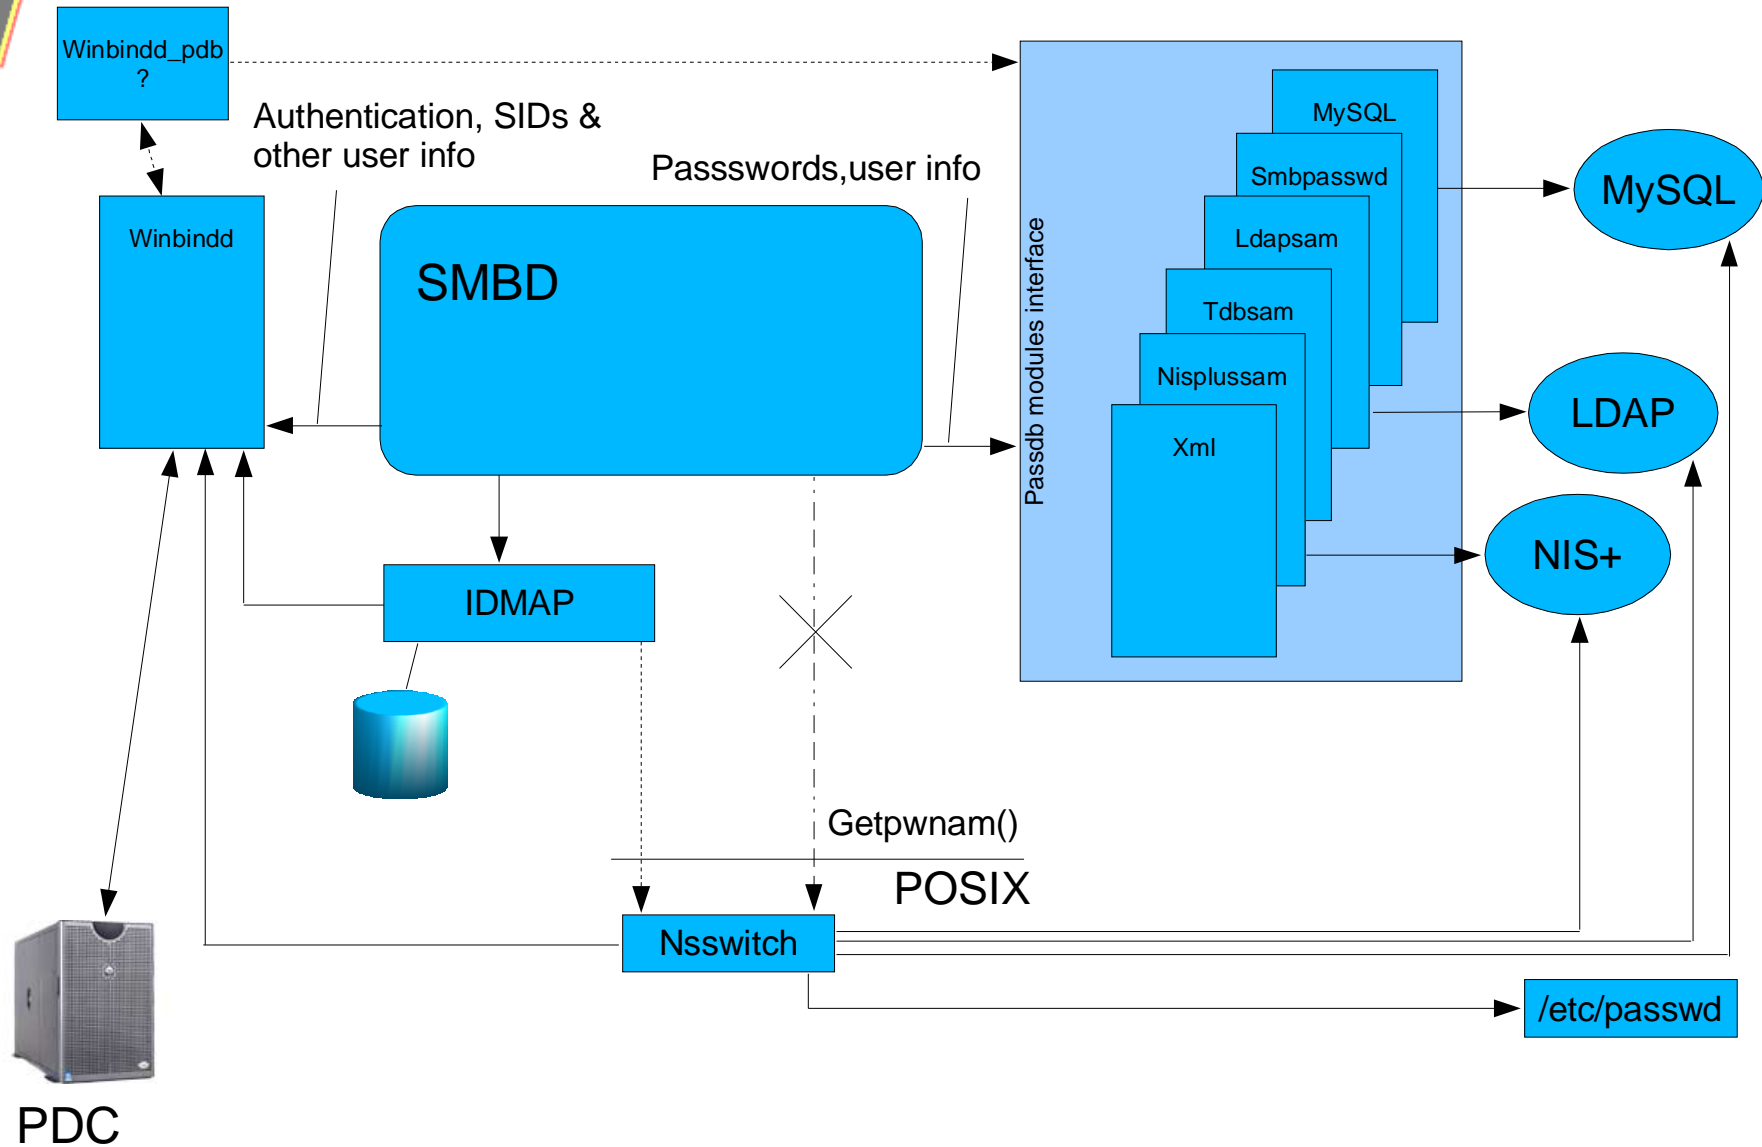 Winbindd_pdb
?
Authentication, SIDs &
other user info
Passswords,user info
MySQL
Smbpasswd
Ldapsam
Tdbsam
Nisplussam
Xml
Passdb modules interface
MySQL
LDAP
NIS+
Winbindd
SMBD
IDMAP
Getpwnam()
POSIX
Nsswitch
/etc/passwd
PDC